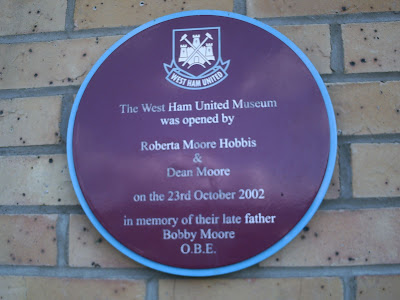 WEST HAM UNITED
The West Ham United Museum
was opened by
Roberta Moore Hobbis
&
Dean Moore
on the 23rd October 2002
in memory of their late father
Bobby Moore
O.B.E.